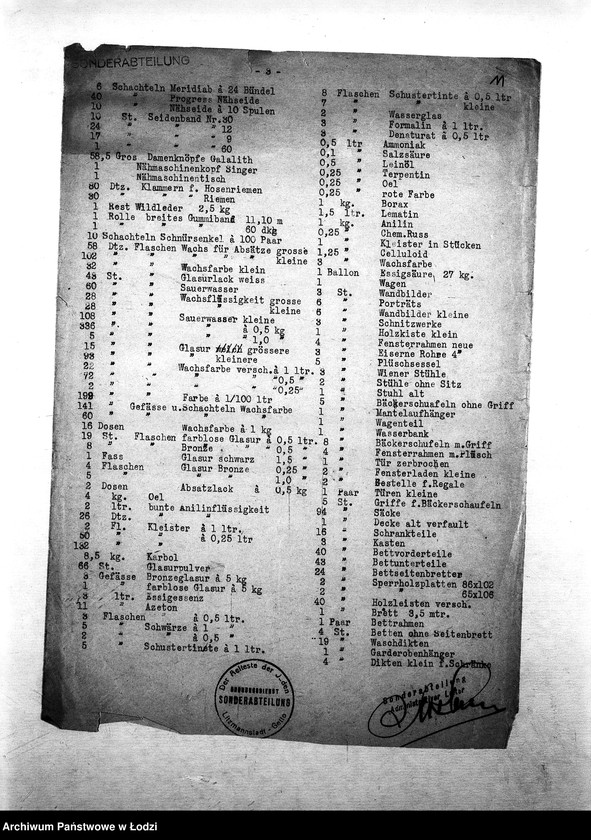 SONDERABTEILUNG
- 3 -
11
6 Schachteln Meridiab à 24 Bündel
40 " Progress Nähseide
10 " Nähseide à 10 Spulen
10 St. Seidenband Nr.30
24 " " " 12
17 " " " 9
1 " " " 60
58,5 Gros Damenknöpfe Galalith
1 Nähmaschinenkopf Singer
1 Nähmaschinentisch
80 Dtz. Klammern f. Hosenriemen
30 " " Riemen
1 Rest Wildleder 2,5 kg
1 Rolle breites Gummiband 11,10 m
1 " " " 60 dkg
10 Schachteln Schnürsenkel à 100 Paar
58 Dtz. Flaschen Wachs für Absätze grosse
102 " " " " " kleine
32 " " Wachsfarbe klein
43 St. " Glasurlack weiss
60 " " Sauerwasser
28 " " Wachsflüssigkeit grosse
28 " " " kleine
108 " " Sauerwasser kleine
336 " " " à 0,5 kg
5 " " " " 1,0 "
15 " " Glasur grössere
93 " " " kleinere
22 " " Wachsfarbe versch.à 1 ltr.
72 " " " "0,5 "
2 " " " "0,25"
199 " " Farbe à 1/100 ltr
141 " Gefässe u.Schachteln Wachsfarbe
60 " " " "
16 Dosen Wachsfarbe à 1 kg
19 St. Flaschen farblose Glasur à 0,5 ltr.
8 " " Bronze " " 0,5 "
1 Fass Glasur schwarz 1,5 "
4 Flaschen Glasur Bronze 0,25 "
5 " " " 1,0 "
2 Dosen Absatzlack à 0,5 kg
4 kg. Oel
2 ltr. bunte Anilinflüssigkeit
26 Dtz. " "
2 Fl. Kleister à 1 ltr.
50 " " à 0,25 ltr
132 " "
8,5 kg. Karbol
66 St. Glasurpulver
3 Gefässe Bronzeglasur à 5 kg
1 " farblose Glasur à 5 kg
3 ltr. Essigessenz
11 " Azeton
3 Flaschen " à 0,5 ltr.
5 " Schwärze à 1 "
2 " " à 0,5 "
5 " Schustertinte à 1 ltr.
8 Flaschen Schustertinte à 0,5 ltr
7 " " kleine
2 " Wasserglas
3 " Formalin à 1 ltr.
3 " Denaturat à 0,5 ltr
0,5 ltr Ammoniak
0,1 " Salzsäure
0,5 " Leinöl
0,25 " Terpentin
0,25 " Oel
0,25 " rote Farbe
1 kg. Borax
1,5 ltr. Lematin
1 kg. Anilin
0,25 " Chem.Russ
1 " Kleister in Stücken
1,25 " Celluloid
3 " Wachsfarbe
1 Ballon Essigsäure 27 kg.
1 " Wagen
3 St. Wandbilder
6 " Porträts
6 " Wandbilder kleine
3 " Schnitzwerke
1 " Holzkiste klein
4 " Fensterrahmen neue
3 " Eiserne Rohme 4"
5 " Plüschsessel
3 " Wiener Stühle
2 " Stühle ohne Sitz
1 " Stuhl alt
5 " Bäckerschufaeln ohne Griff
1 " Mantelaufhänger
1 " Wagenteil
1 " Wasserbank
8 " Bäckerschufeln m.Griff
4 " Fensterrahmen m.Plüsch
1 " Tür zerbrochen
2 " Fensterladen kleine
2 " Bestelle f.Regale
1 Paar Türen kleine
5 St. Griffe f.Bäckerschaufeln
94 " Säcke
1 " Decke alt verfault
16 " Schrankteile
3 " Kasten
40 " Bettvorderteile
43 " Bettunterteile
24 " Bettseitenbretter
2 " Sperrholzplatten 86x102
2 " " 65x106
40 " Holzleisten versch.
1 " Brett 3,5 mtr.
1 Paar Bettrahmen
4 St. Betten ohne Seitenbrett
19 " Waschdikten
1 " Garderobenhänger
4 " Dikten klein f.Schränke
Der Aelteste der Juden
ORDNUNGSDIENST
SONDERABTEILUNG
Litzmannstadt - Getto
Sonderabteilung
Administrativer Leiter
Archiwum Państwowe w Łodzi